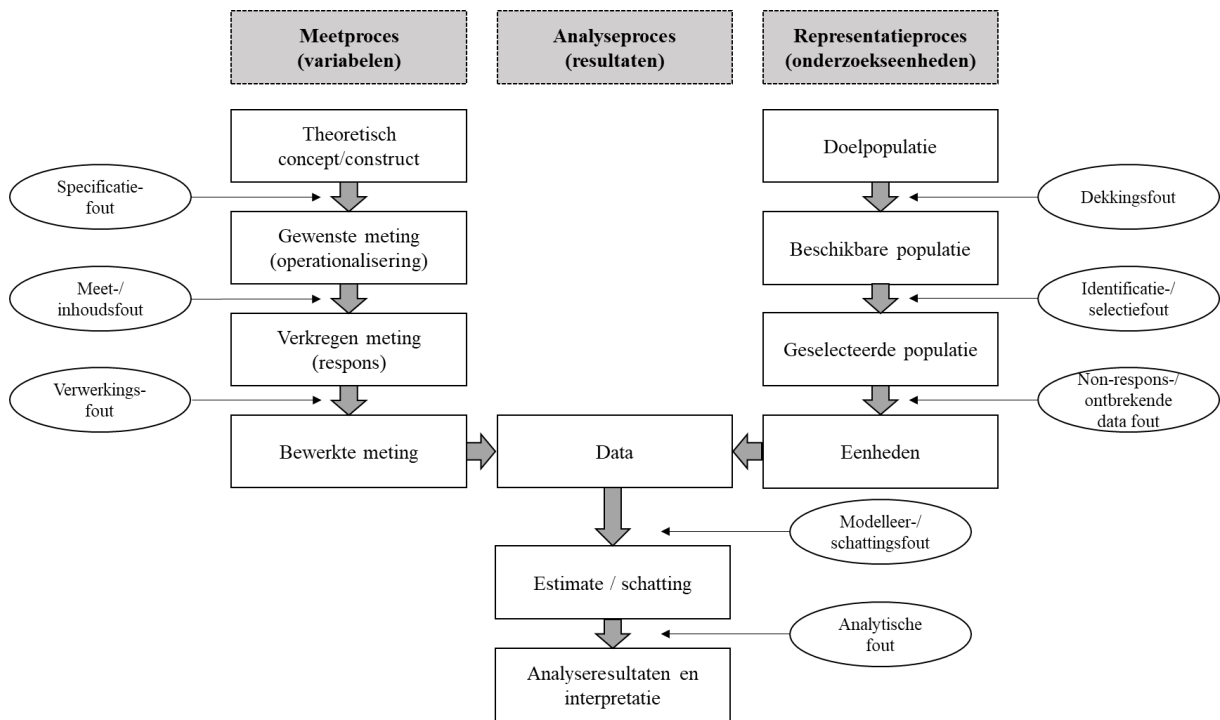 Meetproces
(variabelen)
Analyseproces
(resultaten)
Representatieproces
(onderzoekseenheden)
Theoretisch
concept/construct
Doelpopulatie
Specificatie-
fout
Dekkingsfout
Gewenste meting
(operationalisering)
Beschikbare populatie
Meet-/
inhoudsfout
Identificatie-/
selectiefout
Verkregen meting
(respons)
Geselecteerde populatie
Verwerkings-
fout
Non-respons-/
ontbrekende
data fout
Bewerkte meting
Data
Eenheden
Modelleer-/
schattingsfout
Estimate / schatting
Analytische
fout
Analyseresultaten en
interpretatie